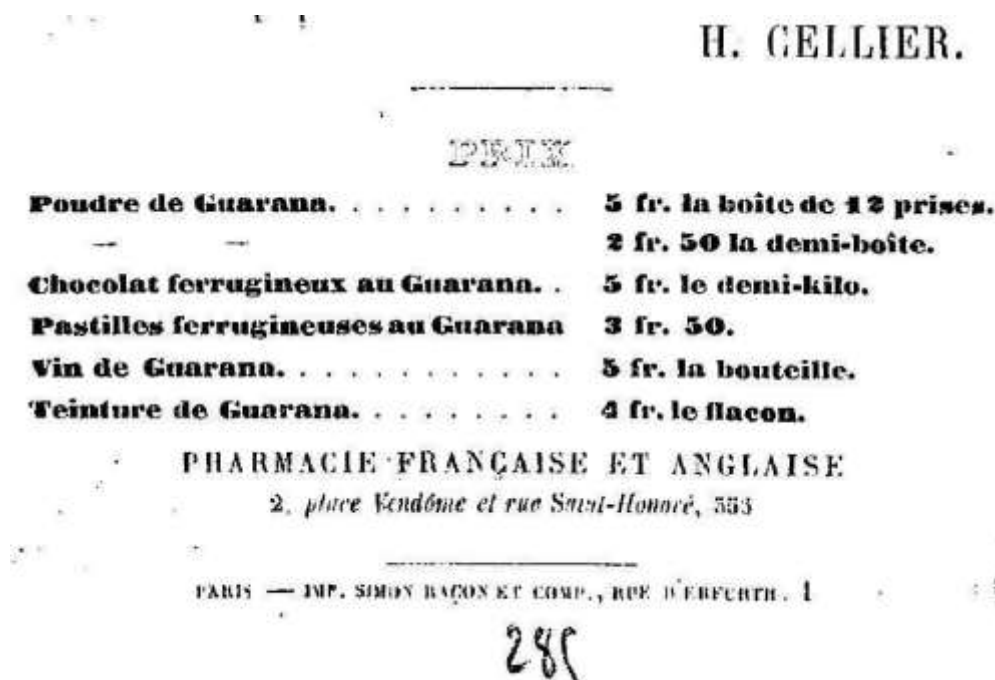 H. CELLIER.
PRIX
Poudre de Guarana. . . . . . . . . . . 5 fr. la boîte de 12 prises.
— — 2 fr. 50 la demi-boîte.
Chocolat ferrugineux au Guarana. . 5 fr. le demi-kilo.
Pastilles ferrugineuses au Guarana 3 fr. 50.
Vin de Guarana. . . . . . . . . . . . . 5 fr. la bouteille.
Teinture de Guarana. . . . . . . . . 4 fr. le flacon.
PHARMACIE FRANÇAISE ET ANGLAISE
2, place Vendôme et rue Saint-Honoré,
PARIS — IMP. SIMON RAÇON ET COMP., RUE D'ERFURTH. 1